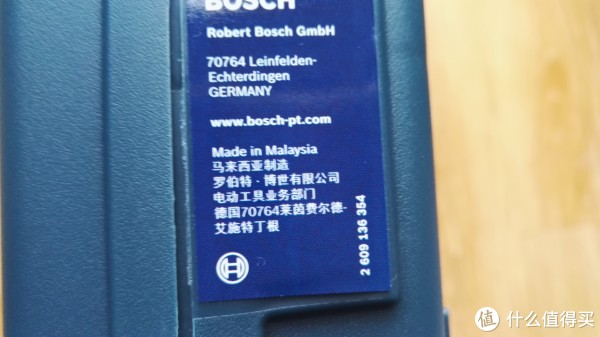 BOSCH
Robert Bosch GmbH
70764 Leinfelden-
Echterdingen
GERMANY
www.bosch-pt.com
Made in Malaysia
马来西亚制造
罗伯特·博世有限公司
电动工具业务部门
德国70764莱茵费尔德-
艾施特丁根
2 609 136 354
值 什么值得买